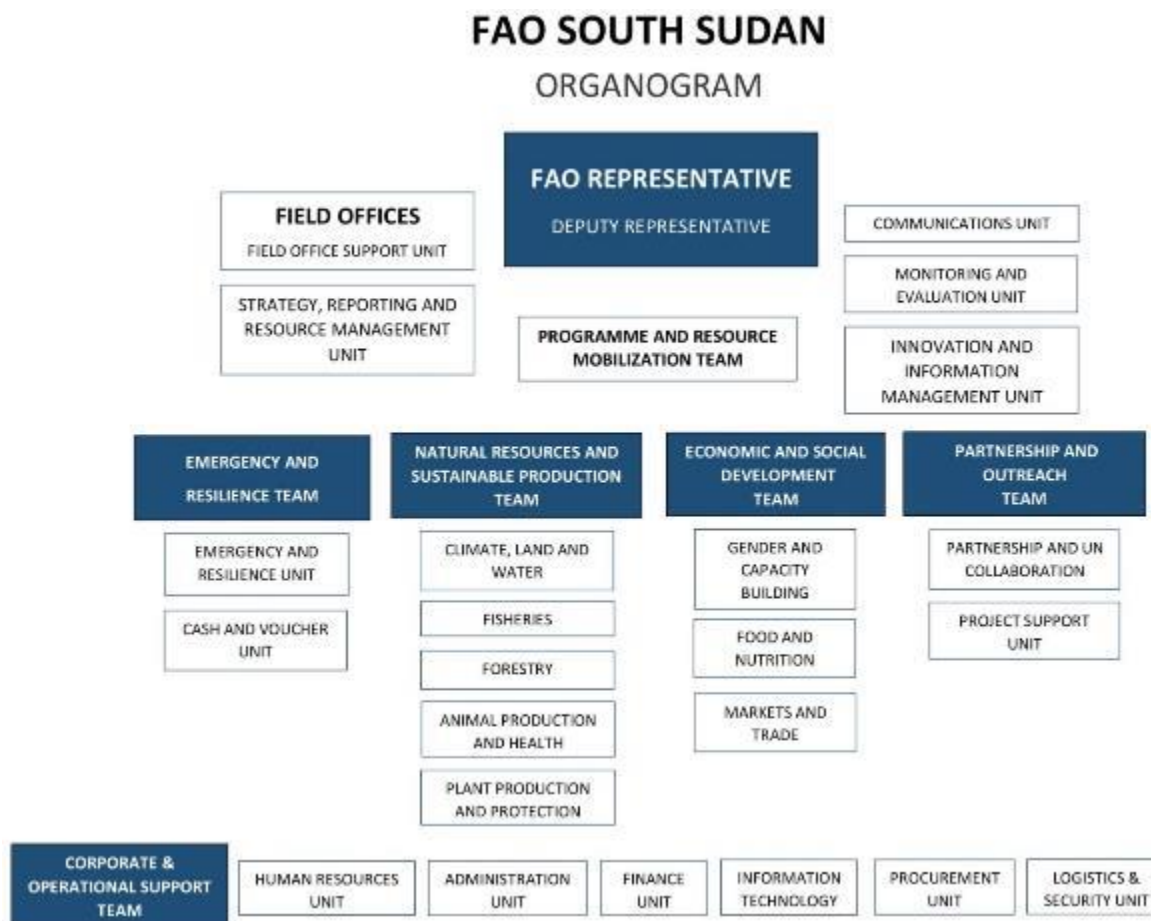 FAO SOUTH SUDAN
ORGANOGRAM
FAO REPRESENTATIVE
DEPUTY REPRESENTATIVE
FIELD OFFICES
FIELD OFFICE SUPPORT UNIT
STRATEGY, REPORTING AND
RESOURCE MANAGEMENT
UNIT
PROGRAMME AND RESOURCE
MOBILIZATION TEAM
COMMUNICATIONS UNIT
MONITORING AND
EVALUATION UNIT
INNOVATION AND
INFORMATION
MANAGEMENT UNIT
EMERGENCY AND
RESILIENCE TEAM
EMERGENCY AND
RESILIENCE UNIT
CASH AND VOUCHER
UNIT
NATURAL RESOURCES AND
SUSTAINABLE PRODUCTION
TEAM
CLIMATE, LAND AND
WATER
FISHERIES
FORESTRY
ANIMAL PRODUCTION
AND HEALTH
PLANT PRODUCTION
AND PROTECTION
ECONOMIC AND SOCIAL
DEVELOPMENT
TEAM
GENDER AND
CAPACITY
BUILDING
FOOD AND
NUTRITION
MARKETS AND
TRADE
PARTNERSHIP AND
OUTREACH
TEAM
PARTNERSHIP AND UN
COLLABORATION
PROJECT SUPPORT
UNIT
CORPORATE &
OPERATIONAL SUPPORT
TEAM
HUMAN RESOURCES
UNIT
ADMINISTRATION
UNIT
FINANCE
UNIT
INFORMATION
TECHNOLOGY
PROCUREMENT
UNIT
LOGISTICS &
SECURITY UNIT